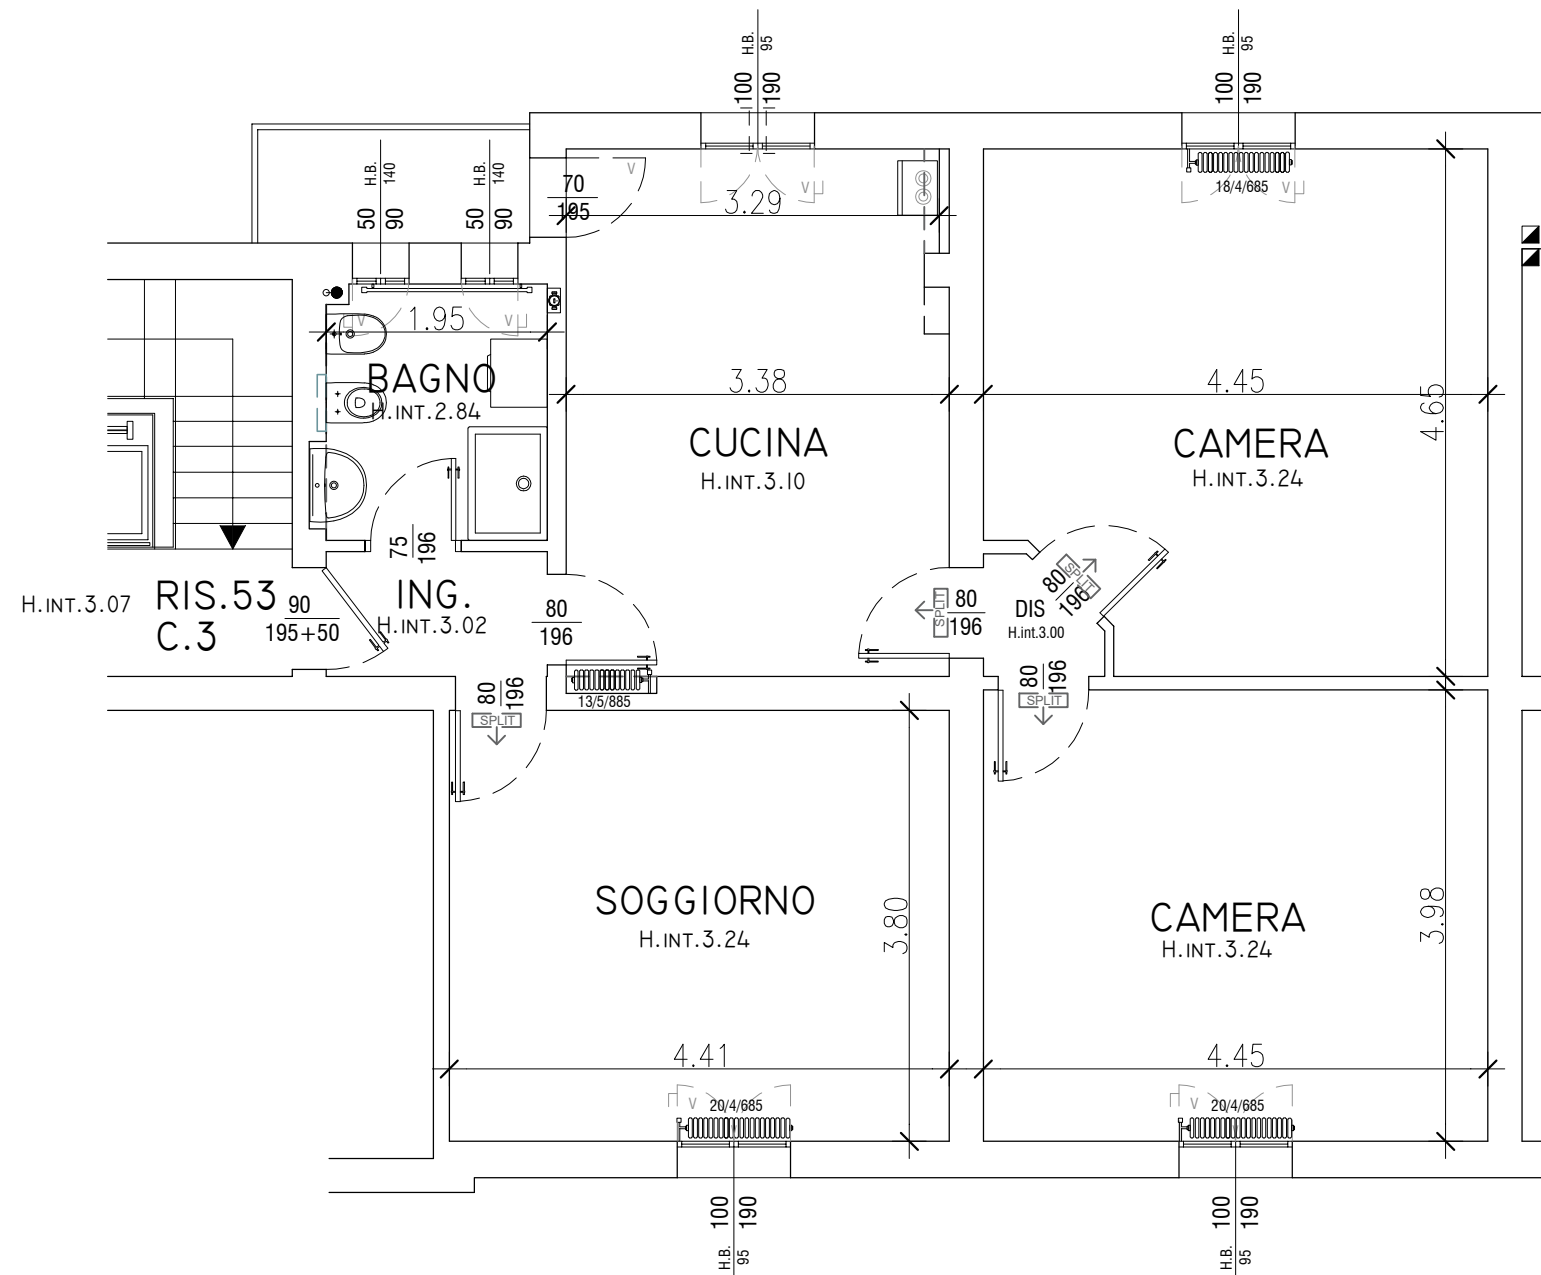 H.B.
95
100
190
H.B.
95
100
190
H.B.
140
50
90
H.B.
140
50
90
70
195
V
V
V
3.29
18/4/685
V
V
1.95
V
BAGNO
H.INT.2.84
3.38
4.45
4.65
CUCINA
H.INT.3.10
CAMERA
H.INT.3.24
75
196
H.INT.3.07
RIS.53
C.3
90
195+50
ING.
H.INT.3.02
80
196
SPLIT
80
196
DIS
H.int.3.00
80
196
SPLIT
80
196
SPLIT
13/5/885
80
196
SPLIT
SOGGIORNO
H.INT.3.24
3.80
CAMERA
H.INT.3.24
3.98
4.41
4.45
V
20/4/685
V
20/4/685
100
190
H.B.
95
100
190
H.B.
95